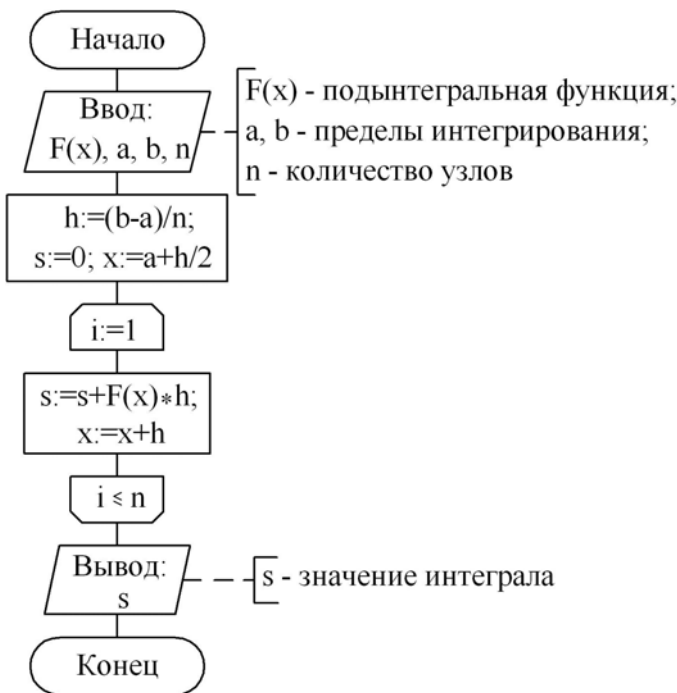 Начало
Ввод:
F(x), a, b, n
F(x) - подынтегральная функция;
a, b - пределы интегрирования;
n - количество узлов
h:=(b-a)/n;
s:=0; x:=a+h/2
i:=1
s:=s+F(x)*h;
x:=x+h
i ≤ n
Вывод:
s
s - значение интеграла
Конец